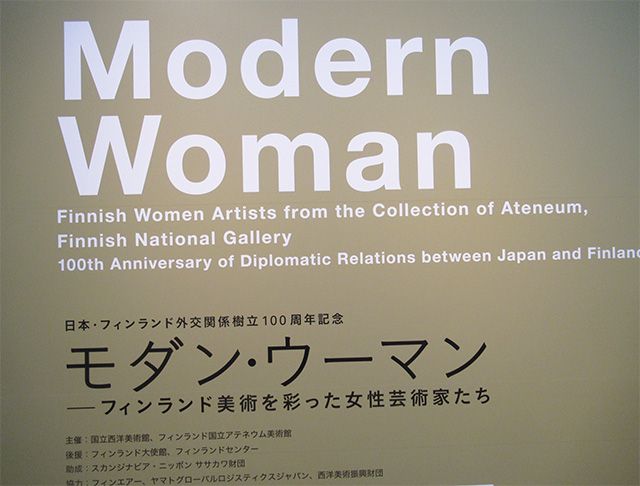 Modern
Woman
Finnish Women Artists from the Collection of Ateneum,
Finnish National Gallery
100th Anniversary of Diplomatic Relations between Japan and Finland
日本・フィンランド外交関係樹立100周年記念
モダン・ウーマン
―フィンランド美術を彩った女性芸術家たち
主催:国立西洋美術館、フィンランド国立アテネウム美術館
後援:フィンランド大使館、フィンランドセンター
助成:スカンジナビア・ニッポン ササカワ財団
協力:フィンエアー、ヤマトグローバルロジスティクスジャパン、西洋美術振興財団